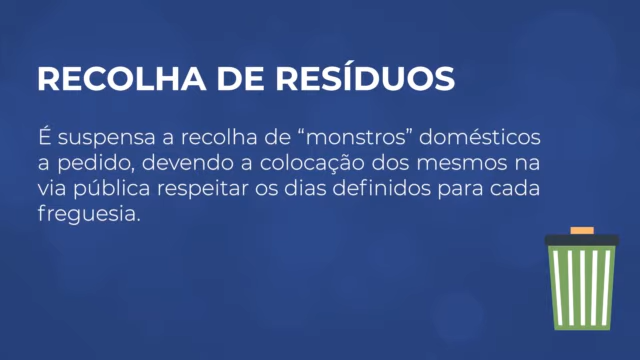 RECOLHA DE RESÍDUOS
É suspensa a recolha de “monstros” domésticos
a pedido, devendo a colocação dos mesmos na
via pública respeitar os dias definidos para cada
freguesia.